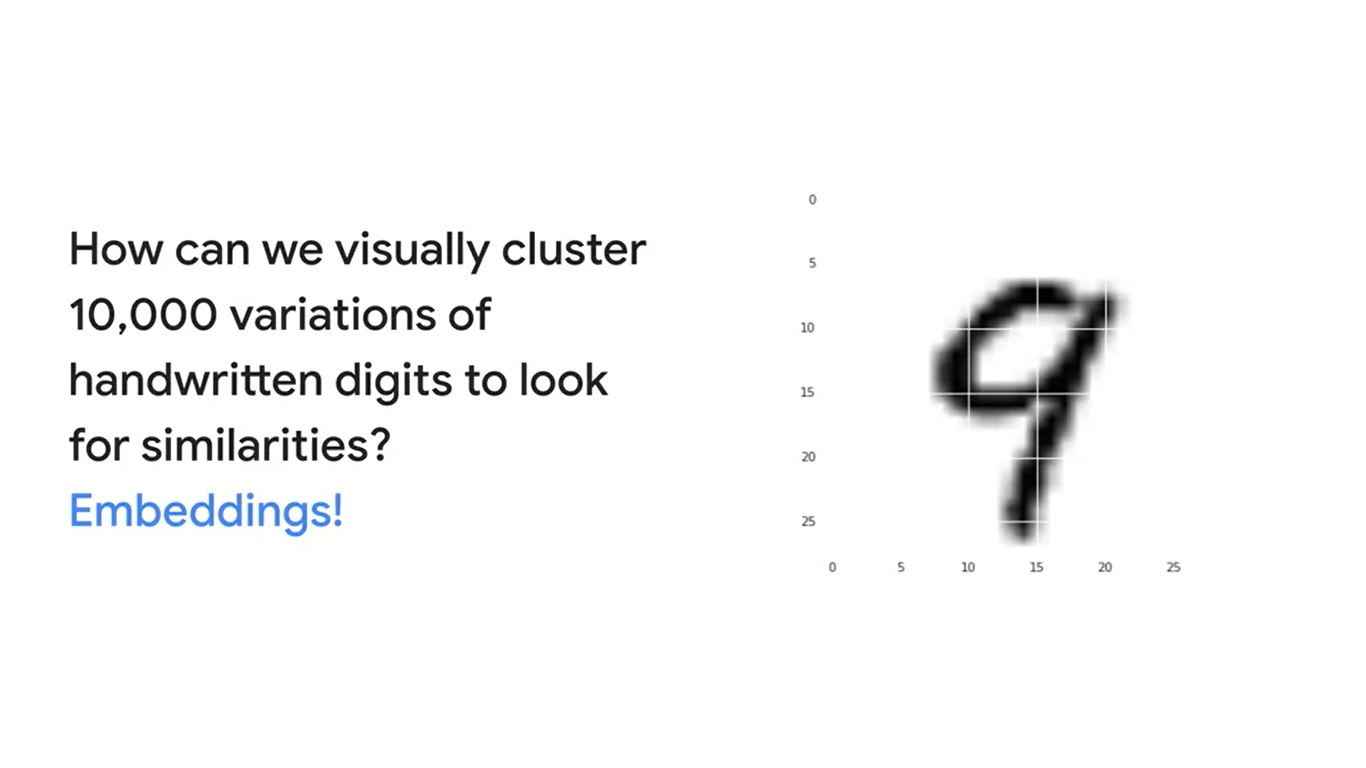 How can we visually cluster
10,000 variations of
handwritten digits to look
for similarities?
Embeddings!
0
5
10
15
20
25
0 5 10 15 20 25
9